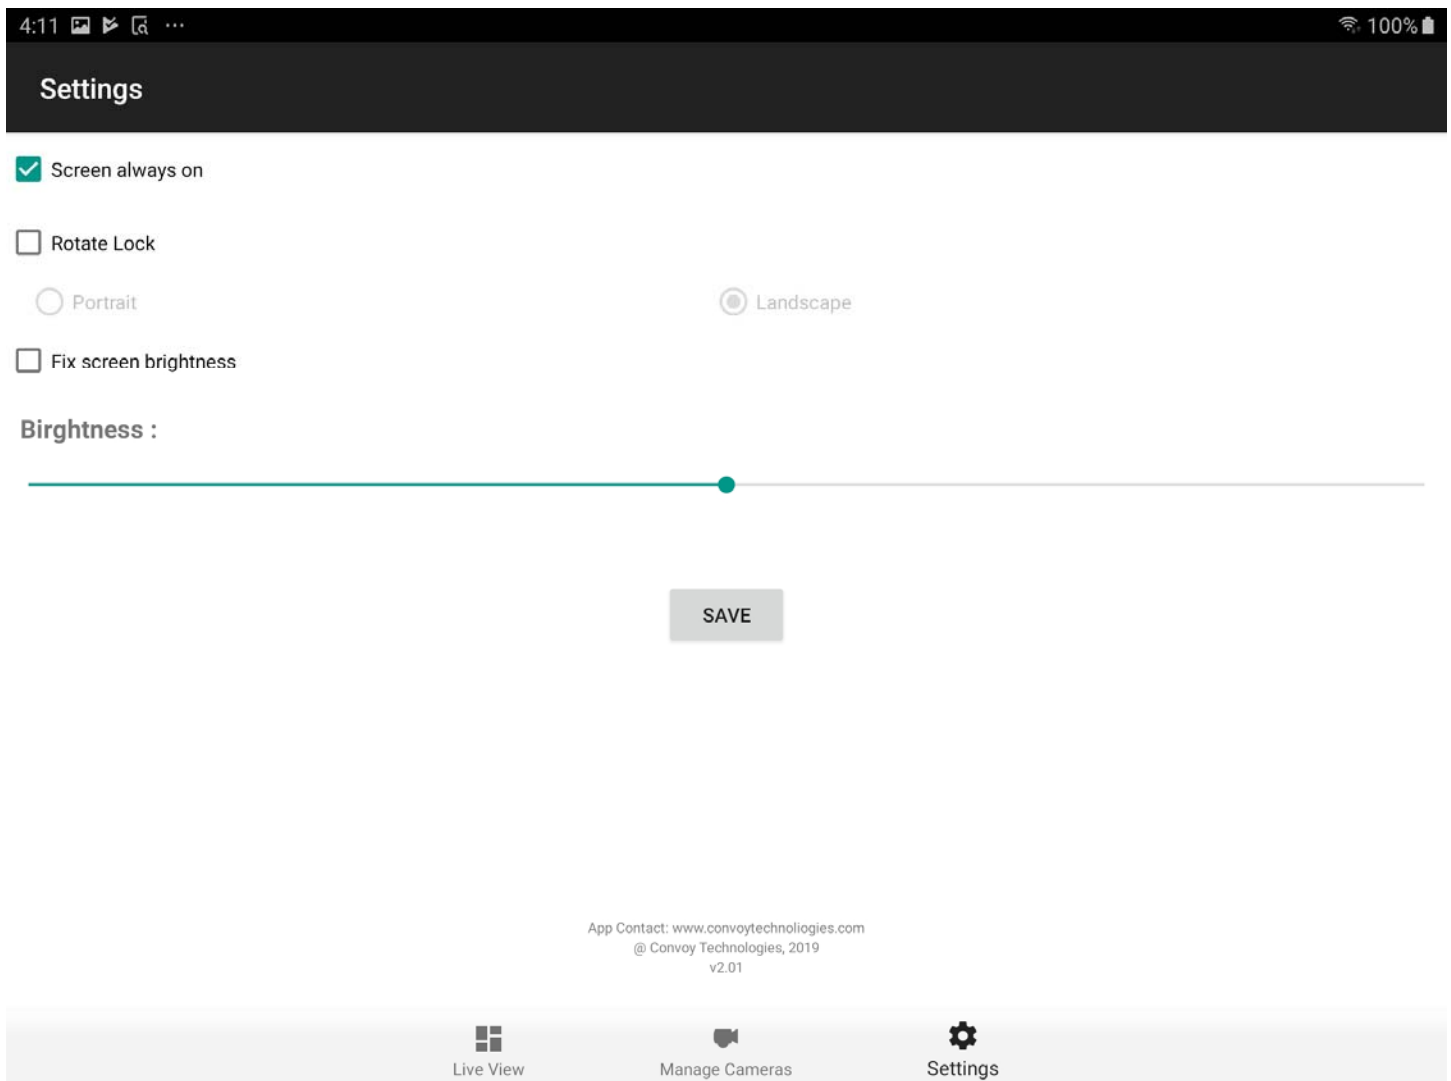 4:11 100%
Settings
Screen always on
Rotate Lock
Portrait Landscape
Fix screen brightness
Birghtness :
SAVE
App Contact: www.convoytechnoliogies.com
@ Convoy Technologies, 2019
v2.01
Live View Manage Cameras Settings